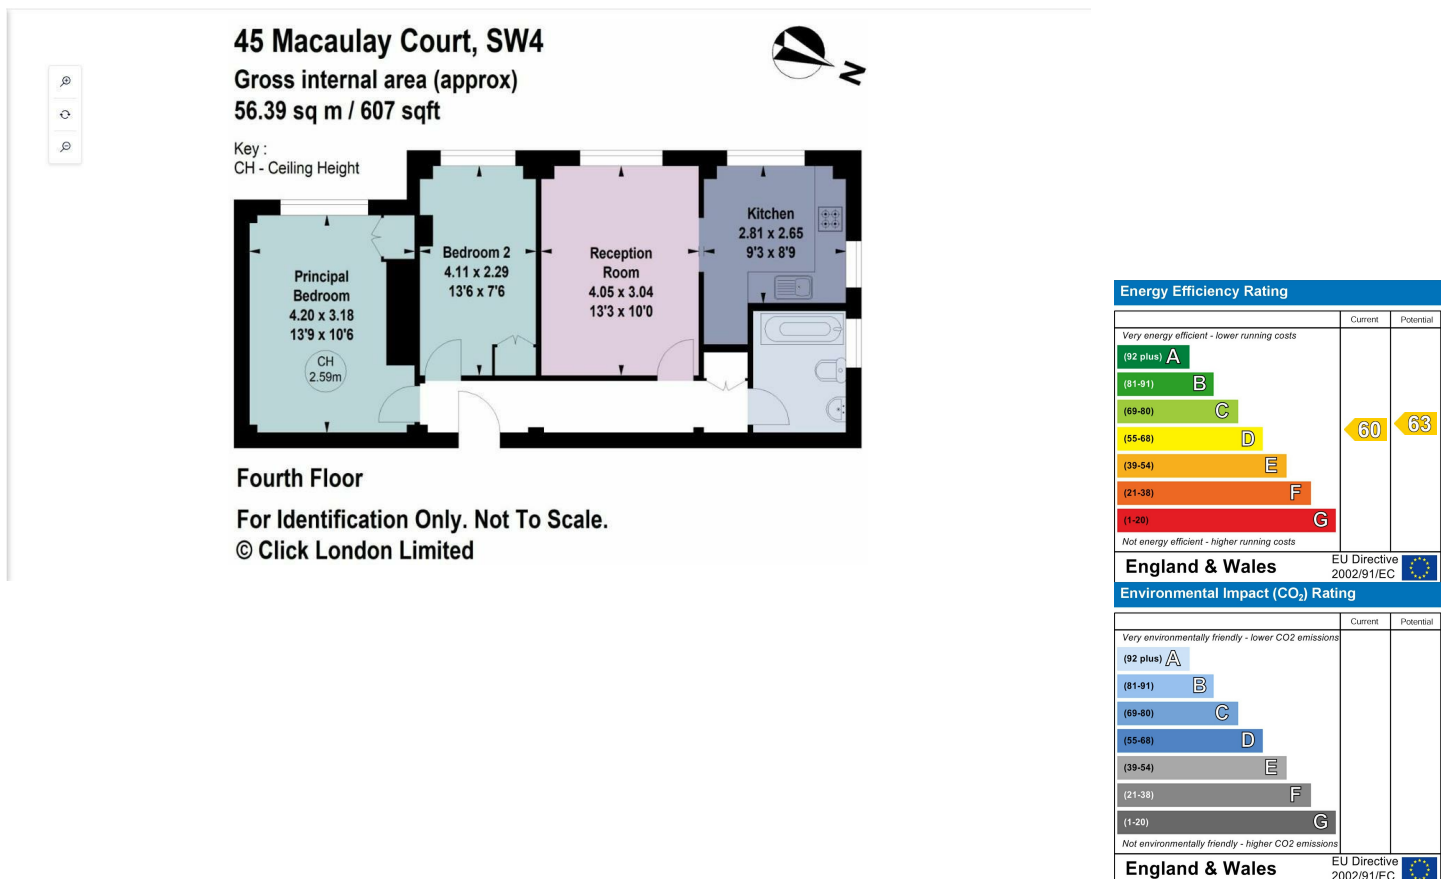 45 Macaulay Court, SW4
Gross internal area (approx)
56.39 sq m / 607 sqft
N
Key :
CH - Ceiling Height
Principal
Bedroom
4.20 x 3.18
13'9 x 10'6
CH
2.59m
Bedroom 2
4.11 x 2.29
13'6 x 7'6
Reception
Room
4.05 x 3.04
13'3 x 10'0
Kitchen
2.81 x 2.65
9'3 x 8'9
Fourth Floor
For Identification Only. Not To Scale.
© Click London Limited
Energy Efficiency Rating
Current Potential
Very energy efficient - lower running costs
(92 plus) A
(81-91) B
(69-80) C
(55-68) D
(39-54) E
(21-38) F
(1-20) G
60 63
Not energy efficient - higher running costs
England & Wales
EU Directive
2002/91/EC
Environmental Impact (CO₂) Rating
Current Potential
Very environmentally friendly - lower CO2 emissions
(92 plus) A
(81-91) B
(69-80) C
(55-68) D
(39-54) E
(21-38) F
(1-20) G
Not environmentally friendly - higher CO2 emissions
England & Wales
EU Directive
2002/91/EC